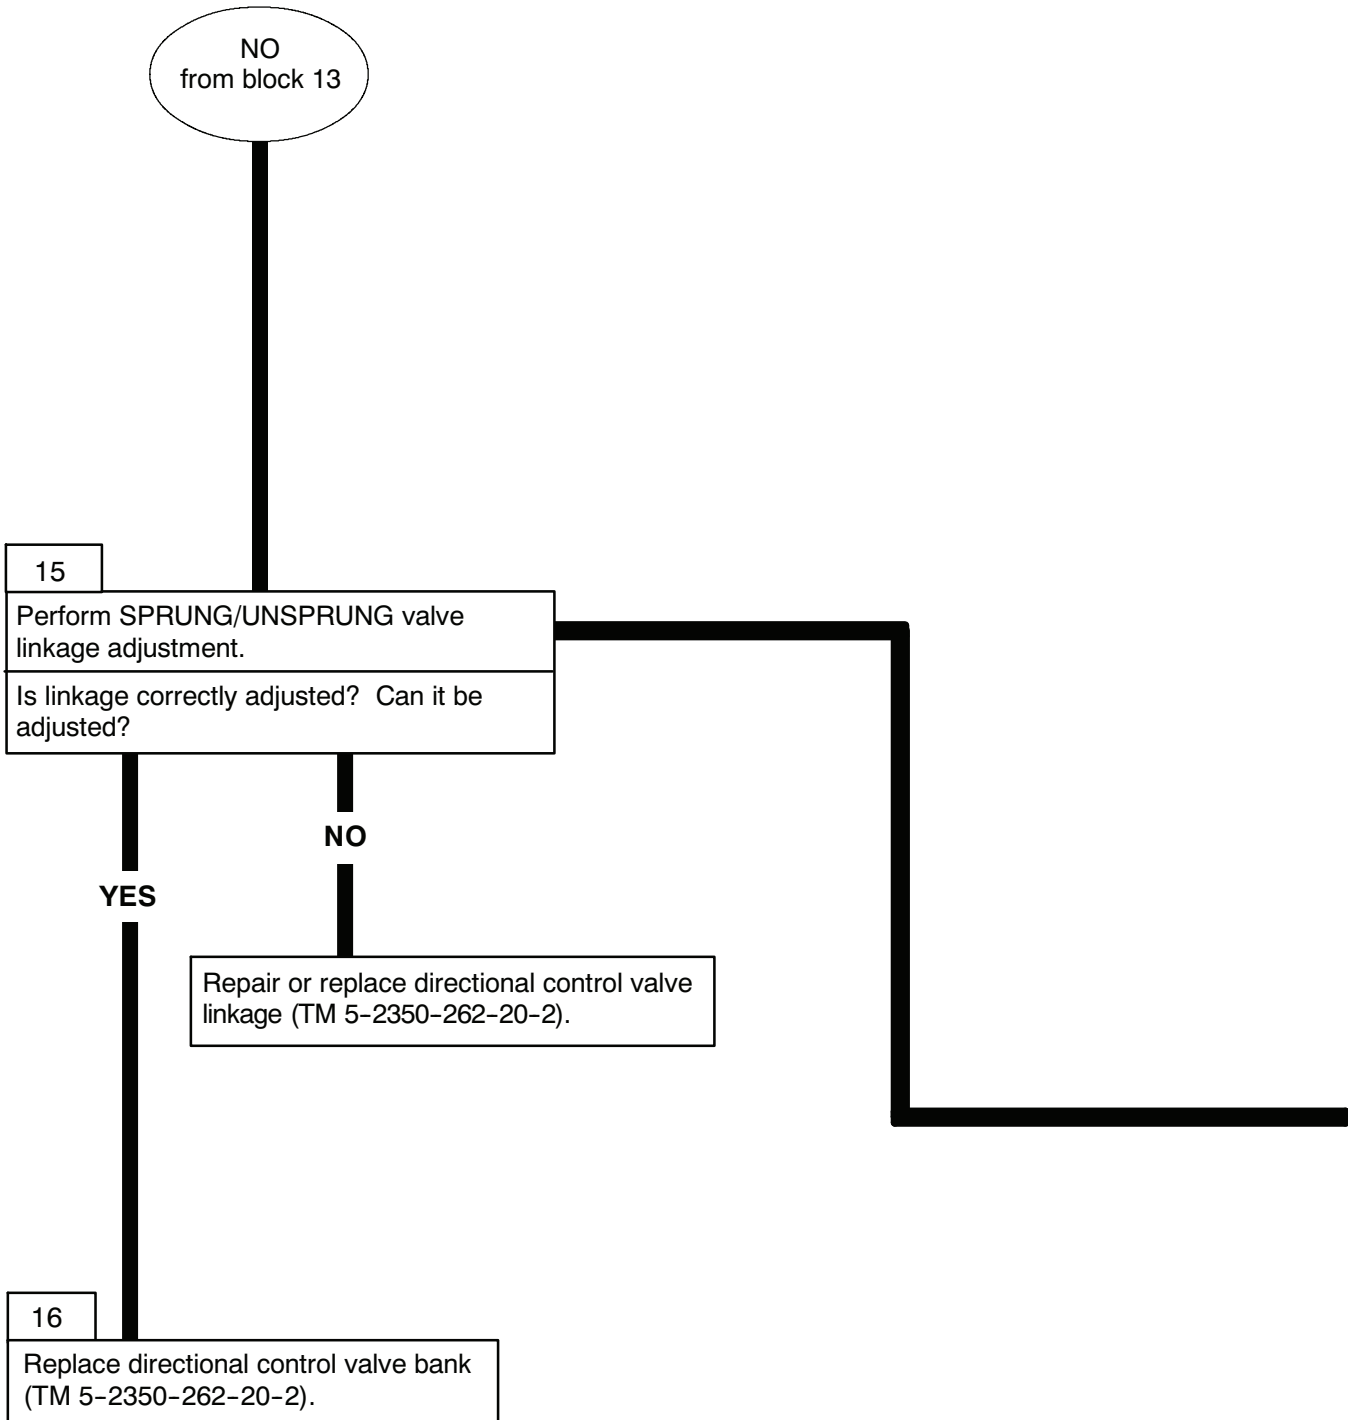 NO
from block 13
15
Perform SPRUNG/UNSPRUNG valve
linkage adjustment.
Is linkage correctly adjusted?  Can it be
adjusted?
NO
YES
Repair or replace directional control valve
linkage (TM 5-2350-262-20-2).
16
Replace directional control valve bank
(TM 5-2350-262-20-2).